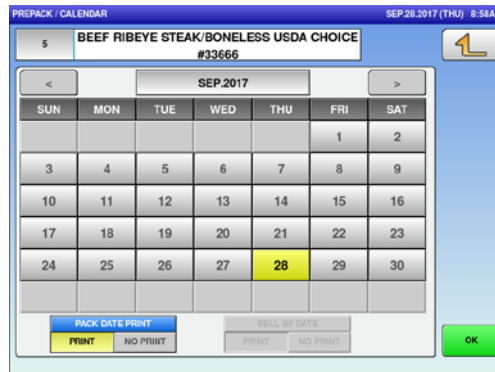 PREPACK / CALENDAR SEP.28.2017 (THU) 8:58A
5 BEEF RIBEYE STEAK/BONELESS USDA CHOICE
#33666
< SEP.2017 >
SUN MON TUE WED THU FRI SAT
1 2
3 4 5 6 7 8 9
10 11 12 13 14 15 16
17 18 19 20 21 22 23
24 25 26 27 28 29 30
PACK DATE PRINT SELL BY DATE
PRINT NO PRINT PRINT NO PRINT
OK